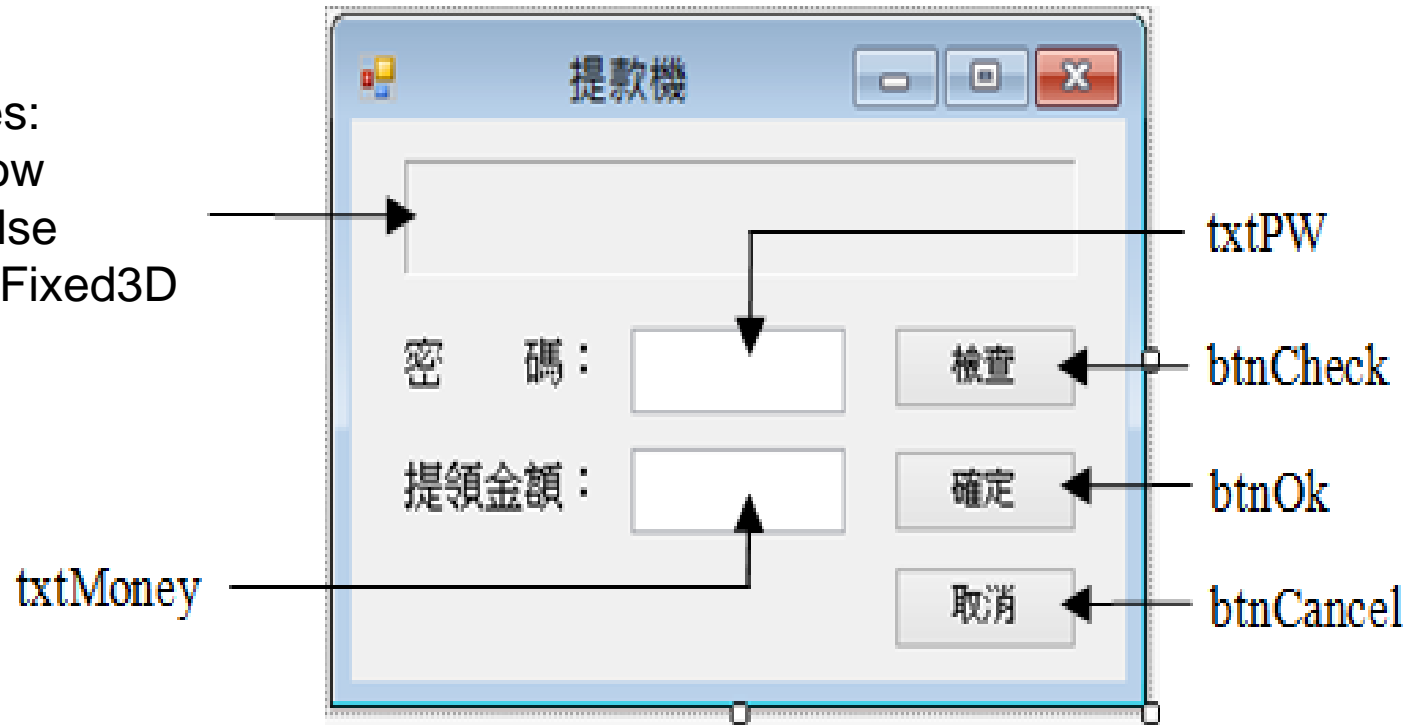 提款機
es:
ow
lse
Fixed3D
txtPW
密 碼：
檢查
btnCheck
提領金額：
確定
btnOk
txtMoney
取消
btnCancel